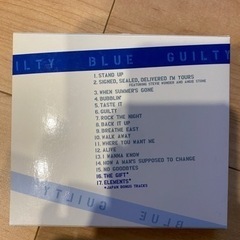 UILTY BLUE GUILTY
1. STAND UP
2. SIGNED, SEALED, DELIVERED I'M YOURS
FEATURING STEVIE WONDER AND ANGIE STONE
3. WHEN SUMMER'S GONE
4. BUBBLIN'
5. TASTE IT
6. GUILTY
7. ROCK THE NIGHT
8. BACK IT UP
9. BREATHE EASY
10. WALK AWAY
11. WHERE YOU WANT ME
12. ALIVE
13. I WANNA KNOW
14. HOW A MAN'S SUPPOSED TO CHANGE
15. NO GOODBYES
16. THE GIFT*
17. ELEMENTS*
*JAPAN BONUS TRACKS
GUILTY BLUE